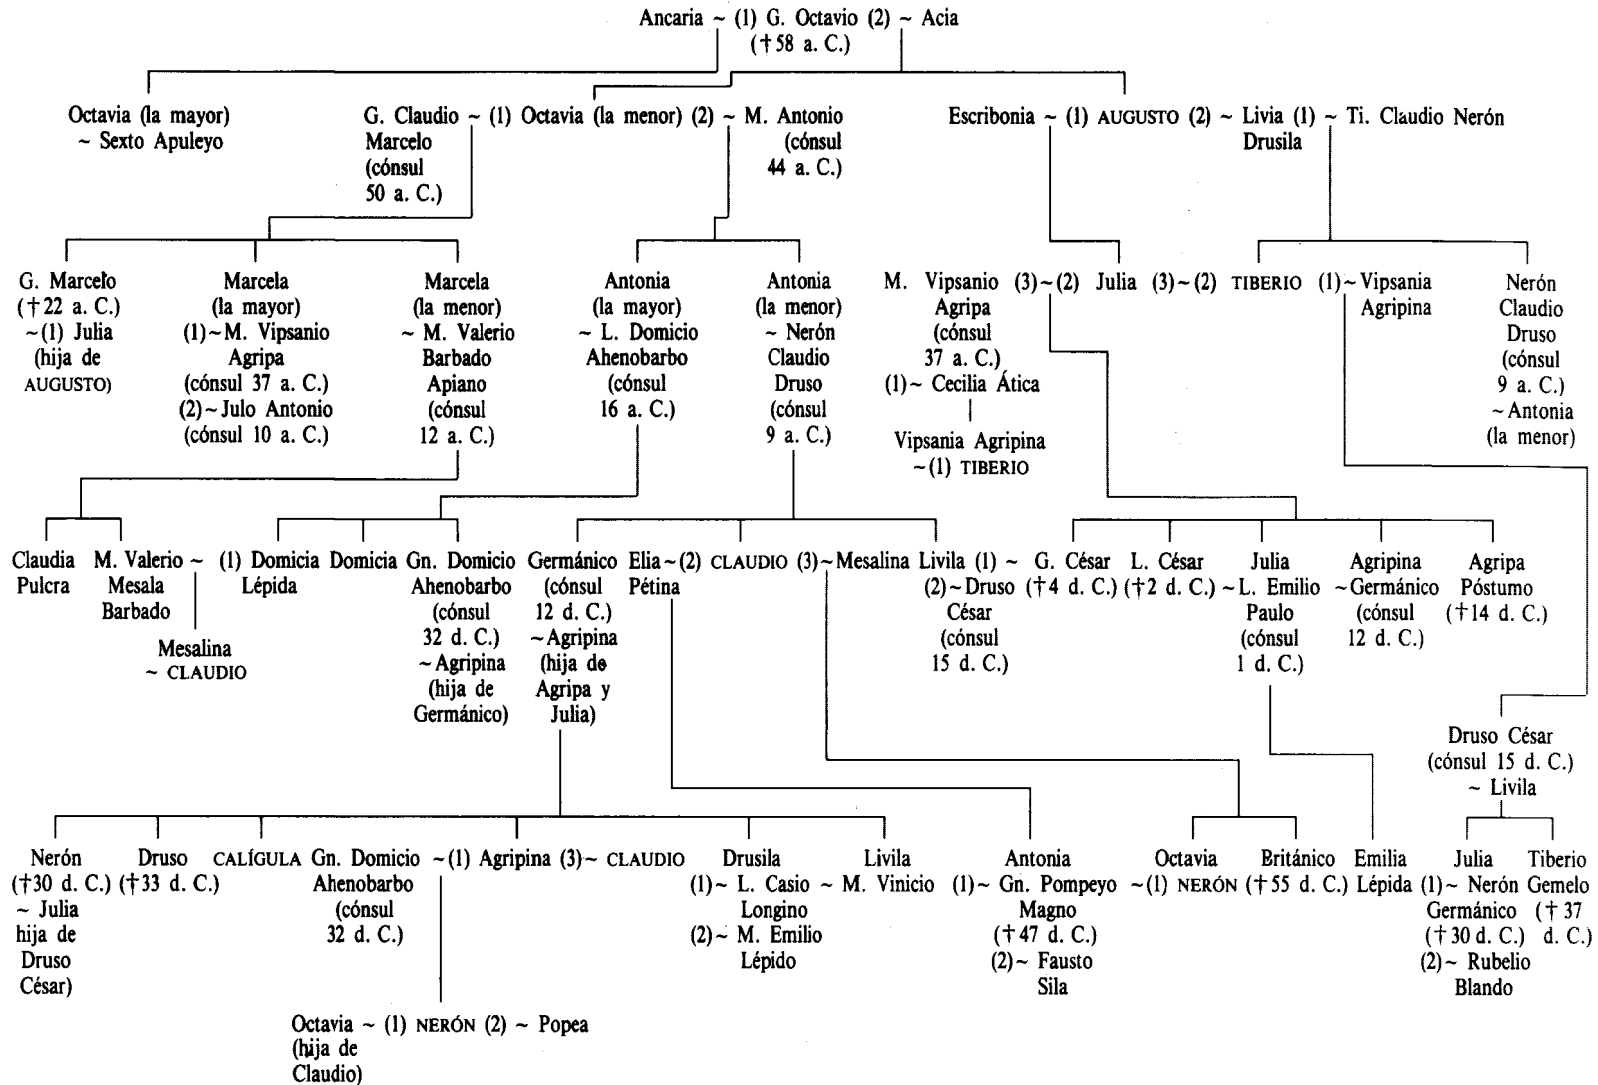 Ancaria ~ (1) G. Octavio (2) ~ Acia
(†58 a. C.)
Octavia (la mayor)
~ Sexto Apuleyo
G. Claudio ~ (1) Octavia (la menor) (2) ~ M. Antonio
Marcelo
(cónsul
50 a. C.)
(cónsul
44 a. C.)
Escribonia ~ (1) AUGUSTO (2) ~ Livia (1) ~ Ti. Claudio Nerón
Drusila
G. Marcelo
(†22 a. C.)
~(1) Julia
(hija de
AUGUSTO)
Marcela
(la mayor)
(1)~M. Vipsanio
Agripa
(cónsul 37 a. C.)
(2)~Julo Antonio
(cónsul 10 a. C.)
Marcela
(la menor)
~ M. Valerio
Barbado
Apiano
(cónsul
12 a. C.)
Antonia
(la mayor)
~ L. Domicio
Ahenobarbo
(cónsul
16 a. C.)
Antonia
(la menor)
~ Nerón
Claudio
Druso
(cónsul
9 a. C.)
M. Vipsanio (3)~(2) Julia (3)~(2) TIBERIO (1)~Vipsania
Agripa
(cónsul
37 a. C.)
(1)~ Cecilia Ática
Vipsania Agripina
~(1) TIBERIO
Agripina
Nerón
Claudio
Druso
(cónsul
9 a. C.)
~Antonia
(la menor)
Claudia
Pulcra
M. Valerio ~ (1) Domicia
Mesala
Barbado
Lépida
Mesalina
~ CLAUDIO
Domicia
Gn. Domicio
Ahenobarbo
(cónsul
32 d. C.)
~Agripina
(hija de
Germánico)
Germánico
(cónsul
12 d. C.)
~Agripina
(hija de
Agripa y
Julia)
Elia~(2) CLAUDIO (3)~Mesalina
Pétina
Livila (1) ~ G. César
(2)~Druso
César
(cónsul
15 d. C.)
(†4 d. C.)
L. César
(†2 d. C.)
Julia
~L. Emilio
Paulo
(cónsul
1 d. C.)
Agripina
~Germánico
(cónsul
12 d. C.)
Agripa
Póstumo
(†14 d. C.)
Druso César
(cónsul 15 d. C.)
~ Livila
Nerón
(†30 d. C.)
~ Julia
hija de
Druso
César)
Druso
(†33 d. C.)
CALÍGULA
Gn. Domicio ~(1) Agripina (3)~ CLAUDIO
Ahenobarbo
(cónsul
32 d. C.)
Drusila
(1)~ L. Casio
Longino
(2)~ M. Emilio
Lépido
Livila
~ M. Vinicio
Antonia
(1)~ Gn. Pompeyo
Magno
(†47 d. C.)
(2)~ Fausto
Sila
Octavia
~(1) NERÓN
Británico
(†55 d. C.)
Emilia
Lépida
Julia
(1)~ Nerón
Germánico
(†30 d. C.)
(2)~ Rubelio
Blando
Tiberio
Gemelo
(† 37
d. C.)
Octavia ~ (1) NERÓN (2) ~ Popea
(hija de
Claudio)